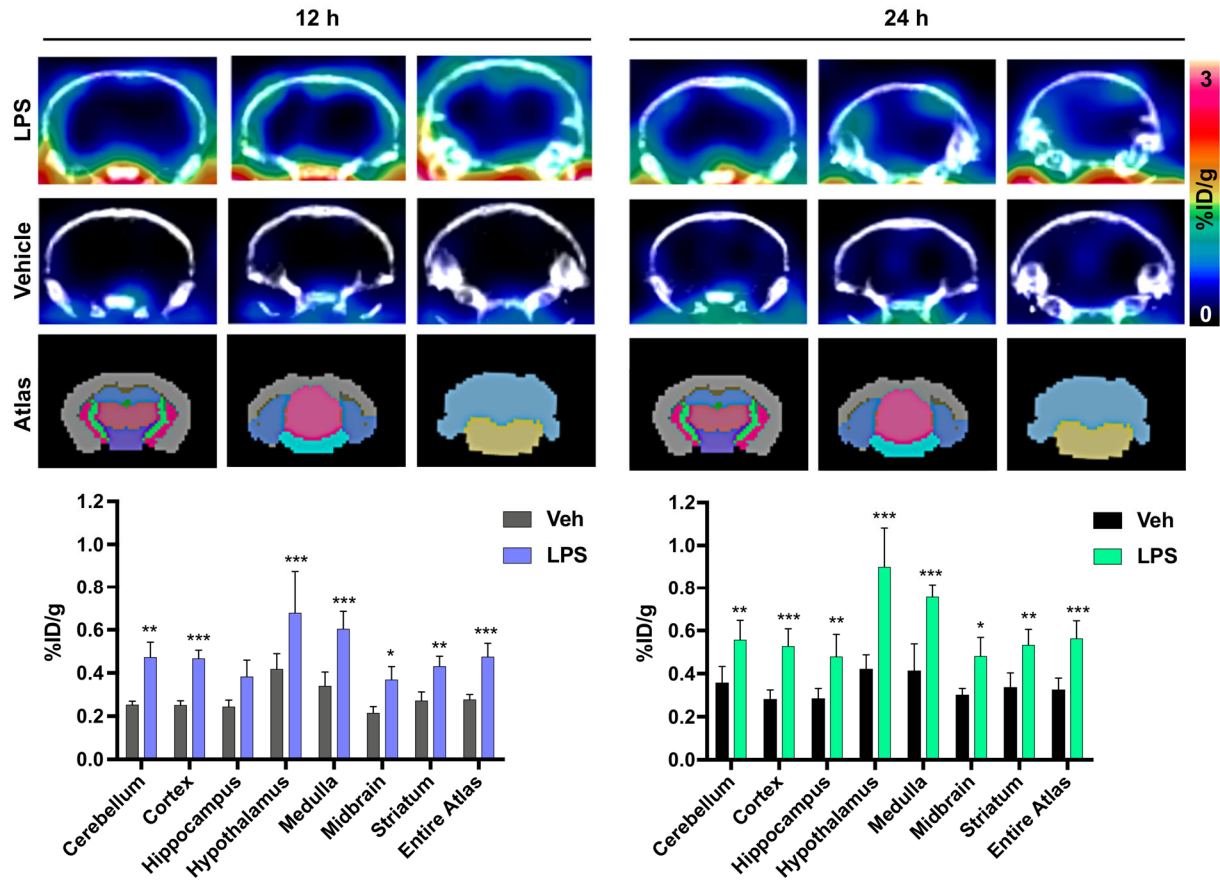 12 h
24 h
LPS
Vehicle
Atlas
3
%ID/g
0
1.2
1.0
0.8
0.6
0.4
0.2
0.0
%ID/g
Veh
LPS
**
***
***
***
*
**
***
Cerebellum
Cortex
Hippocampus
Hypothalamus
Medulla
Midbrain
Striatum
Entire Atlas
1.2
1.0
0.8
0.6
0.4
0.2
0.0
%ID/g
Veh
LPS
**
***
**
***
***
*
**
***
Cerebellum
Cortex
Hippocampus
Hypothalamus
Medulla
Midbrain
Striatum
Entire Atlas